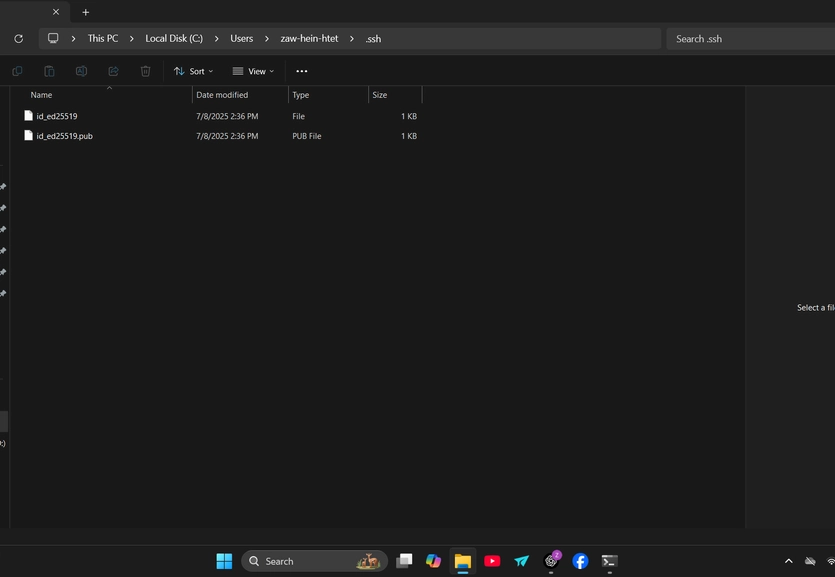 This PC > Local Disk (C:) > Users > zaw-hein-htet > .ssh
Search .ssh
Sort
View
Name Date modified Type Size
id_ed25519 7/8/2025 2:36 PM File 1 KB
id_ed25519.pub 7/8/2025 2:36 PM PUB File 1 KB
Select a fil
:)
Search
Z